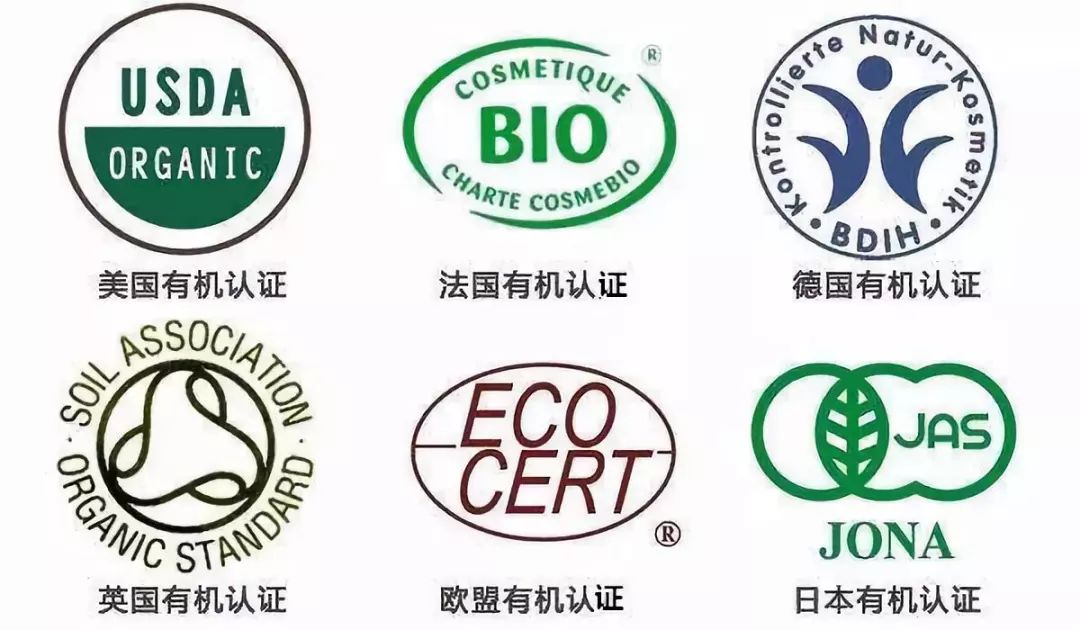 USDA
ORGANIC
美国有机认证
COSMETIQUE
BIO
CHARTE COSMEBIO
®
法国有机认证
Kontrollierte Natur-Kosmetik
• BDIH •
德国有机认证
SOIL ASSOCIATION
· ORGANIC STANDARD ·
英国有机认证
ECO
CERT
®
欧盟有机认证
JAS
JONA
日本有机认证